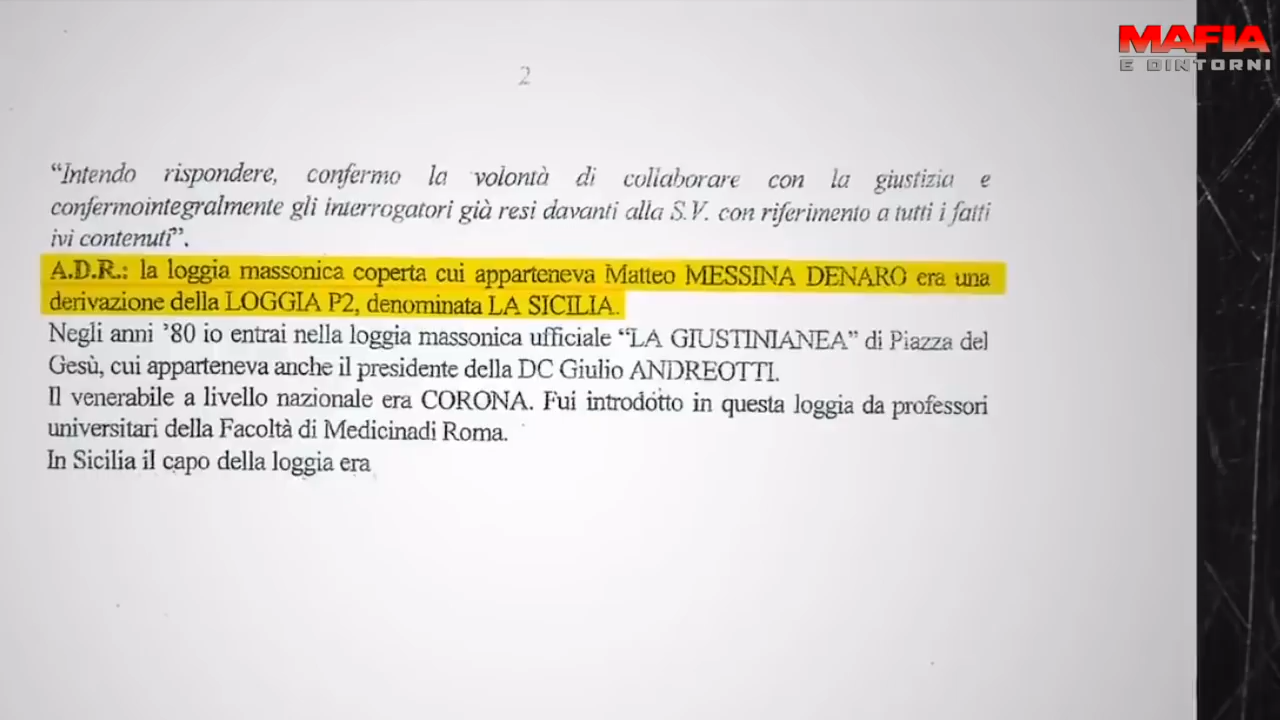 MAFIA
E DINTORNI
2
“Intendo rispondere, confermo la volontà di collaborare con la giustizia e
confermointegralmente gli interrogatori già resi davanti alla S.V. con riferimento a tutti i fatti
ivi contenuti”.
A.D.R.: la loggia massonica coperta cui apparteneva Matteo MESSINA DENARO era una
derivazione della LOGGIA P2, denominata LA SICILIA.
Negli anni ’80 io entrai nella loggia massonica ufficiale “LA GIUSTINIANEA” di Piazza del
Gesù, cui apparteneva anche il presidente della DC Giulio ANDREOTTI.
Il venerabile a livello nazionale era CORONA. Fui introdotto in questa loggia da professori
universitari della Facoltà di Medicinadi Roma.
In Sicilia il capo della loggia era